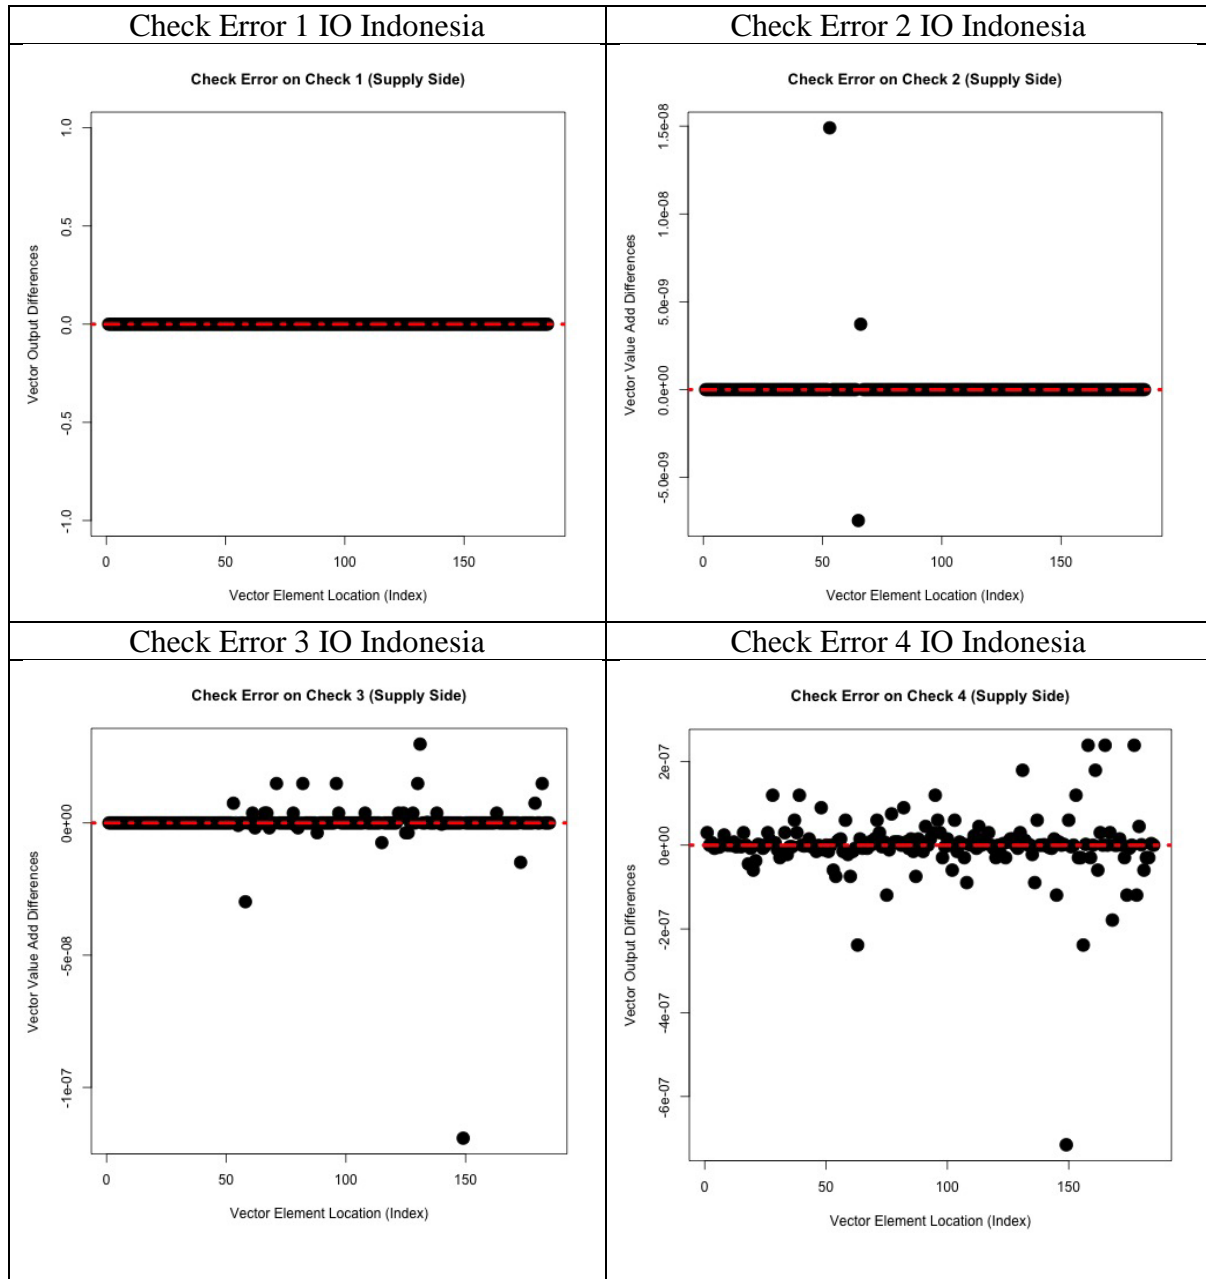 Check Error 1 IO Indonesia
Check Error on Check 1 (Supply Side)
Vector Output Differences
1.0
0.5
0.0
-0.5
-1.0
0 50 100 150
Vector Element Location (Index)
Check Error 2 IO Indonesia
Check Error on Check 2 (Supply Side)
Vector Value Add Differences
1.5e-08
1.0e-08
5.0e-09
0.0e+00
-5.0e-09
0 50 100 150
Vector Element Location (Index)
Check Error 3 IO Indonesia
Check Error on Check 3 (Supply Side)
Vector Value Add Differences
0e+00
-5e-08
-1e-07
0 50 100 150
Vector Element Location (Index)
Check Error 4 IO Indonesia
Check Error on Check 4 (Supply Side)
Vector Output Differences
2e-07
0e+00
-2e-07
-4e-07
-6e-07
0 50 100 150
Vector Element Location (Index)